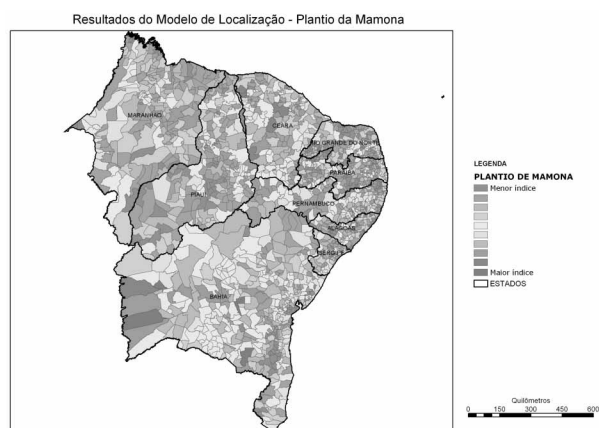 Resultados do Modelo de Localização - Plantio da Mamona
MARANHÃO
CEARÁ
RIO GRANDE DO NORTE
PARAÍBA
PIAUÍ
PERNAMBUCO
ALAGOAS
SERGIPE
BAHIA
LEGENDA
PLANTIO DE MAMONA
Menor índice
Maior índice
ESTADOS
Quilômetros
0 150 300 450 600